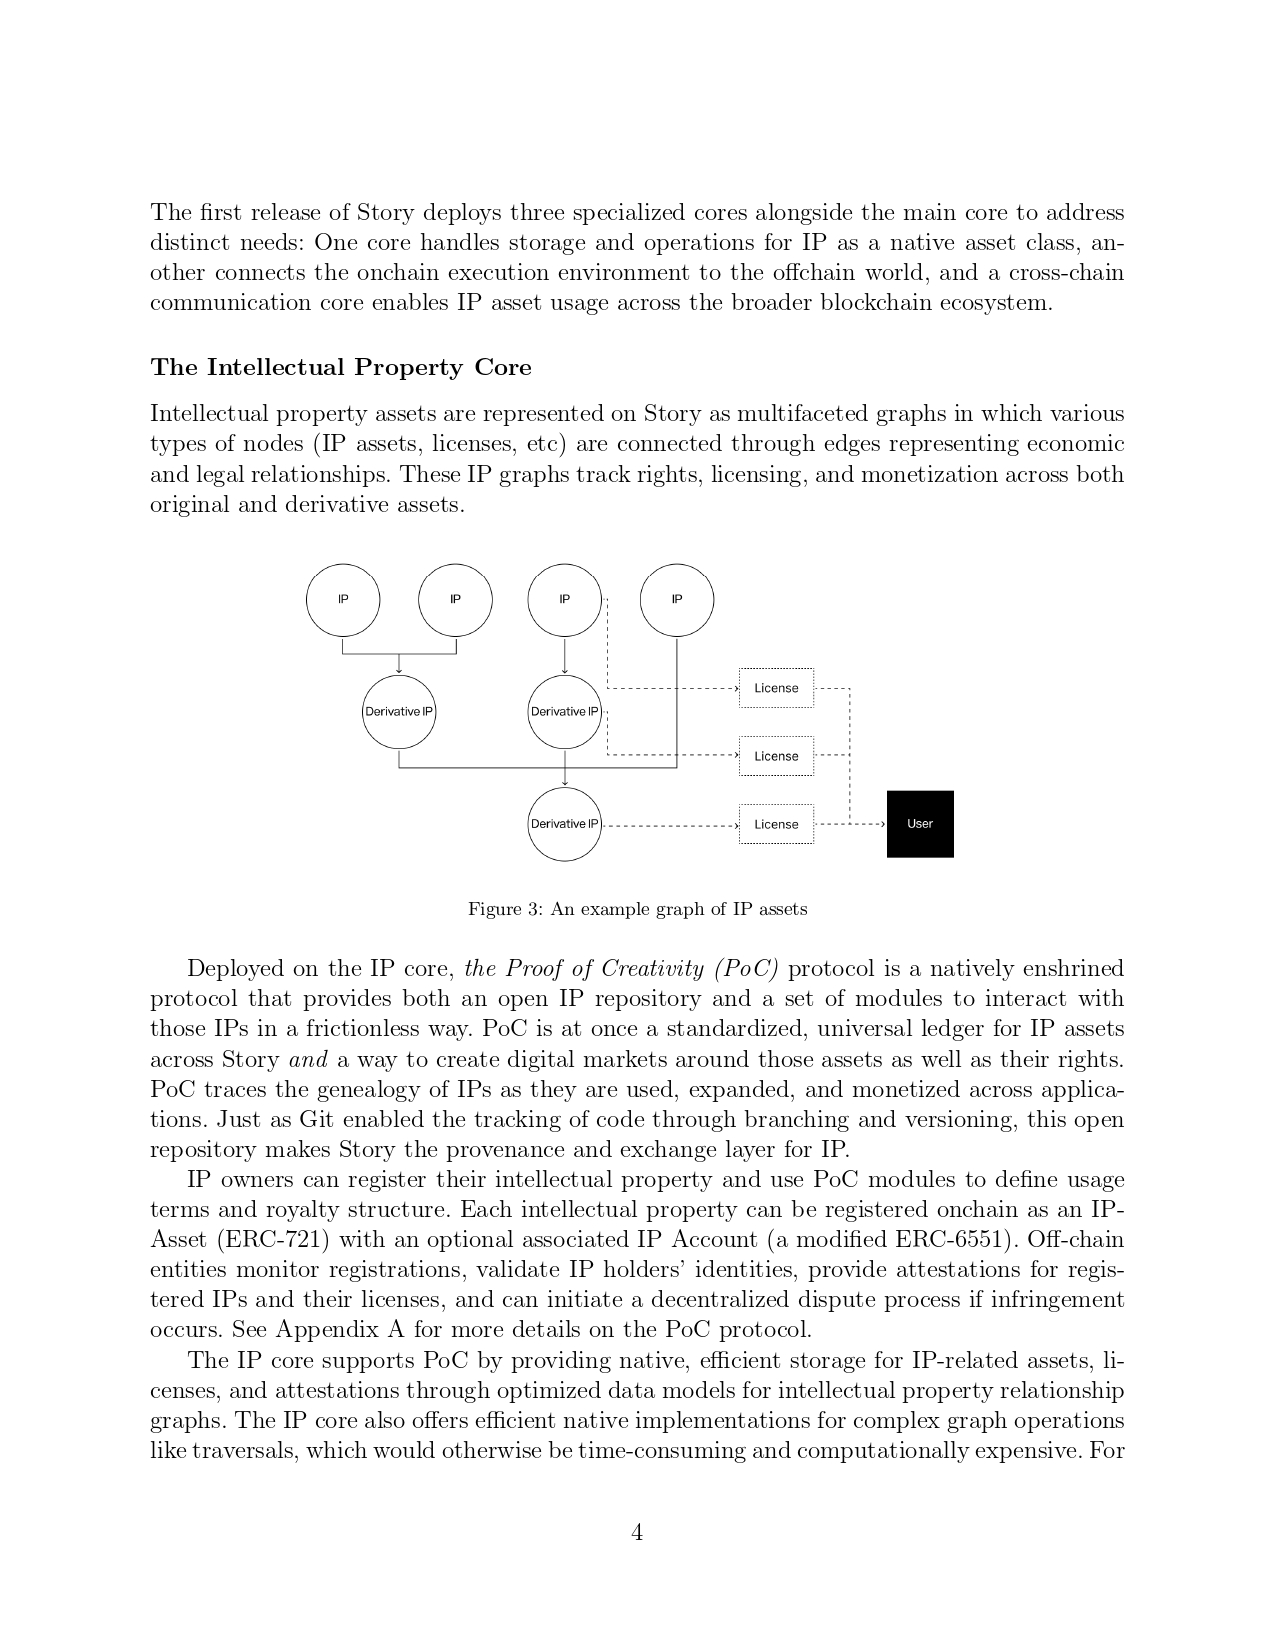 The first release of Story deploys three specialized cores alongside the main core to address
distinct needs: One core handles storage and operations for IP as a native asset class, an-
other connects the onchain execution environment to the offchain world, and a cross-chain
communication core enables IP asset usage across the broader blockchain ecosystem.
The Intellectual Property Core
Intellectual property assets are represented on Story as multifaceted graphs in which various
types of nodes (IP assets, licenses, etc) are connected through edges representing economic
and legal relationships. These IP graphs track rights, licensing, and monetization across both
original and derivative assets.
IP IP IP IP
License
Derivative IP Derivative IP
License
Derivative IP License User
Figure 3: An example graph of IP assets
Deployed on the IP core, the Proof of Creativity (PoC) protocol is a natively enshrined
protocol that provides both an open IP repository and a set of modules to interact with
those IPs in a frictionless way. PoC is at once a standardized, universal ledger for IP assets
across Story and a way to create digital markets around those assets as well as their rights.
PoC traces the genealogy of IPs as they are used, expanded, and monetized across applica-
tions. Just as Git enabled the tracking of code through branching and versioning, this open
repository makes Story the provenance and exchange layer for IP.
IP owners can register their intellectual property and use PoC modules to define usage
terms and royalty structure. Each intellectual property can be registered onchain as an IP-
Asset (ERC-721) with an optional associated IP Account (a modified ERC-6551). Off-chain
entities monitor registrations, validate IP holders' identities, provide attestations for regis-
tered IPs and their licenses, and can initiate a decentralized dispute process if infringement
occurs. See Appendix A for more details on the PoC protocol.
The IP core supports PoC by providing native, efficient storage for IP-related assets, li-
censes, and attestations through optimized data models for intellectual property relationship
graphs. The IP core also offers efficient native implementations for complex graph operations
like traversals, which would otherwise be time-consuming and computationally expensive. For
4